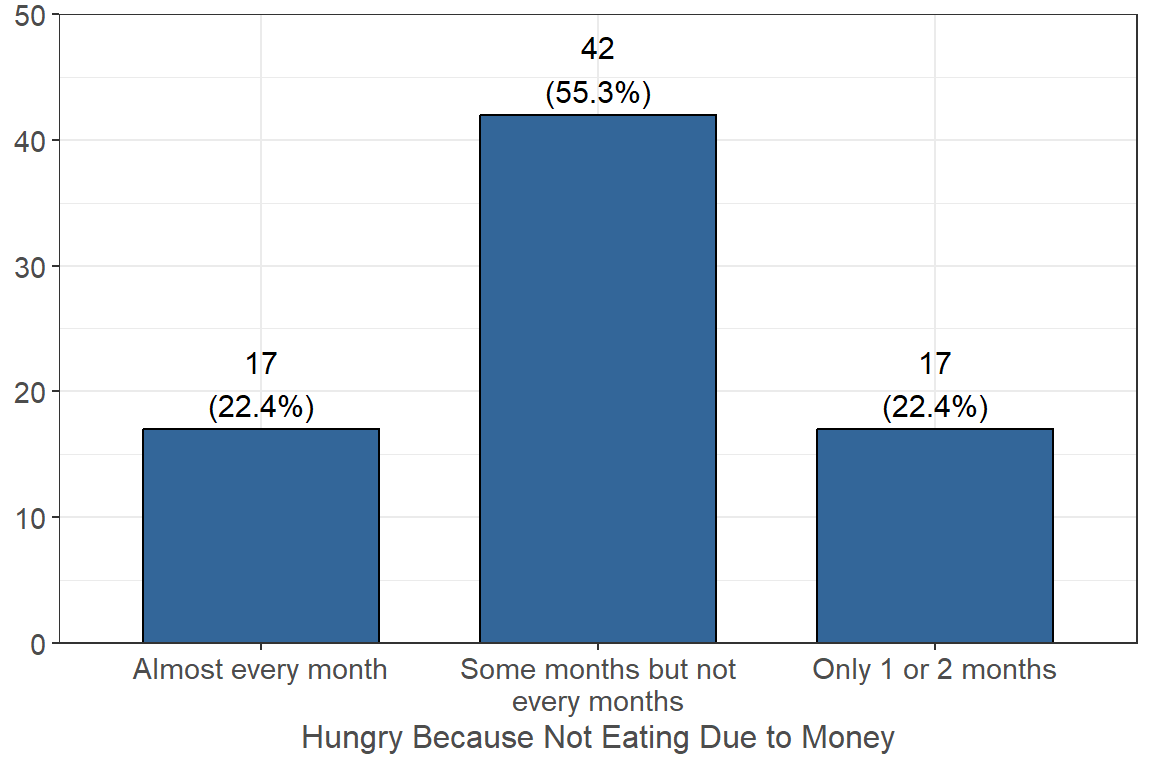 50
40
30
20
10
0
42
(55.3%)
17
(22.4%)
17
(22.4%)
Almost every month
Some months but not
every months
Only 1 or 2 months
Hungry Because Not Eating Due to Money